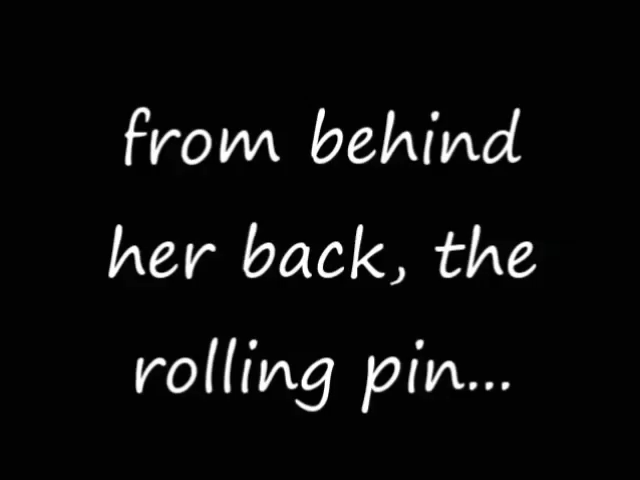 from behind
her back, the
rolling pin...